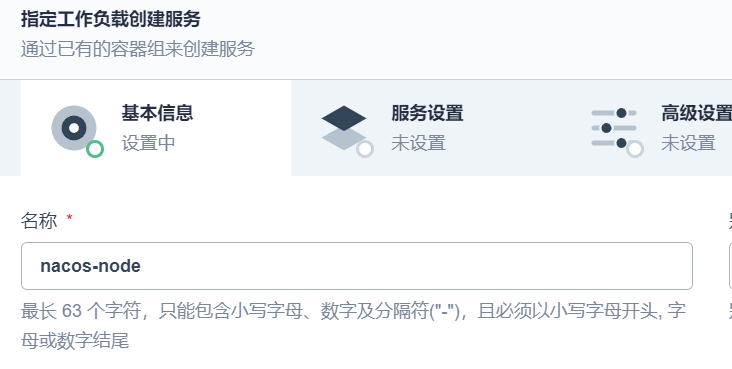 指定工作负载创建服务
通过已有的容器组来创建服务
基本信息
设置中
服务设置
未设置
高级设置
未设置
名称 *
nacos-node
最长 63 个字符，只能包含小写字母、数字及分隔符("-")，且必须以小写字母开头, 字
母或数字结尾